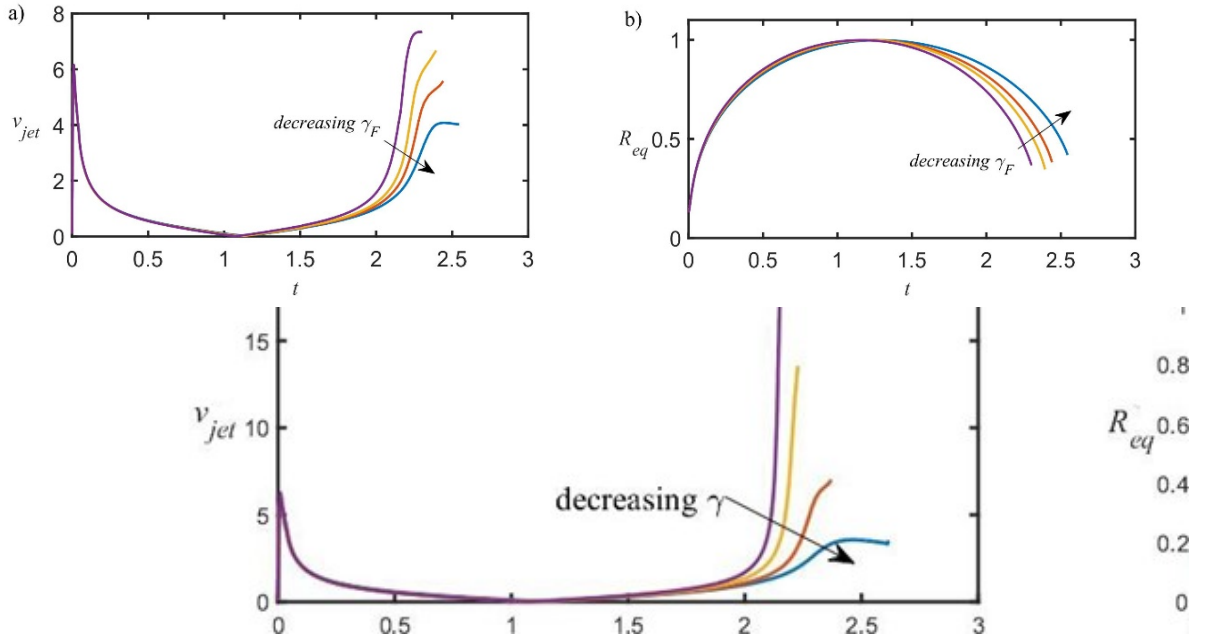 a)
8
6
v_jet
4
2
0
decreasing γ_F
0 0.5 1 1.5 2 2.5 3
t
b)
1
R_eq
0.5
0
decreasing γ_F
0 0.5 1 1.5 2 2.5 3
t
15
v_jet 10
5
0
decreasing γ
0 0.5 1 1.5 2 2.5 3
0.8
R_eq 0.6
0.4
0.2
0